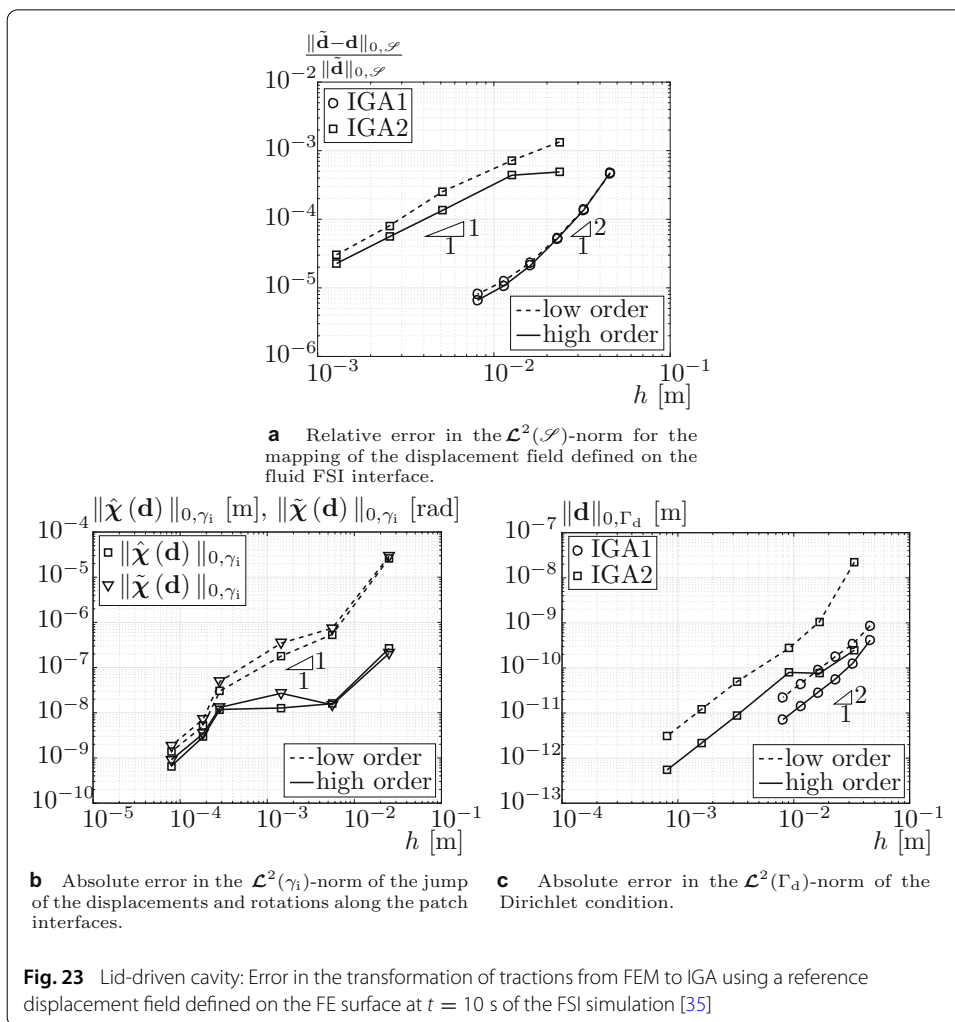 ‖d̃−d‖₀,𝒮
‖d̃‖₀,𝒮
10⁻²
IGA1
IGA2
10⁻³
10⁻⁴
1
1
2
1
10⁻⁵
low order
high order
10⁻⁶
10⁻³ 10⁻² 10⁻¹
h [m]
a Relative error in the 𝓛²(𝒮)-norm for the
mapping of the displacement field defined on the
fluid FSI interface.
‖χ̂(d)‖₀,γᵢ [m], ‖χ̃(d)‖₀,γᵢ [rad]
10⁻⁴
‖χ̂(d)‖₀,γᵢ
‖χ̃(d)‖₀,γᵢ
10⁻⁵
10⁻⁶
10⁻⁷
1
1
10⁻⁸
10⁻⁹
low order
high order
10⁻¹⁰
10⁻⁵ 10⁻⁴ 10⁻³ 10⁻² 10⁻¹
h [m]
b Absolute error in the 𝓛²(γᵢ)-norm of the jump
of the displacements and rotations along the patch
interfaces.
‖d‖₀,Γ_d [m]
10⁻⁷
IGA1
IGA2
10⁻⁸
10⁻⁹
10⁻¹⁰
10⁻¹¹
2
1
10⁻¹²
low order
high order
10⁻¹³
10⁻⁴ 10⁻³ 10⁻² 10⁻¹
h [m]
c Absolute error in the 𝓛²(Γ_d)-norm of the
Dirichlet condition.
Fig. 23 Lid-driven cavity: Error in the transformation of tractions from FEM to IGA using a reference
displacement field defined on the FE surface at t = 10 s of the FSI simulation [35]